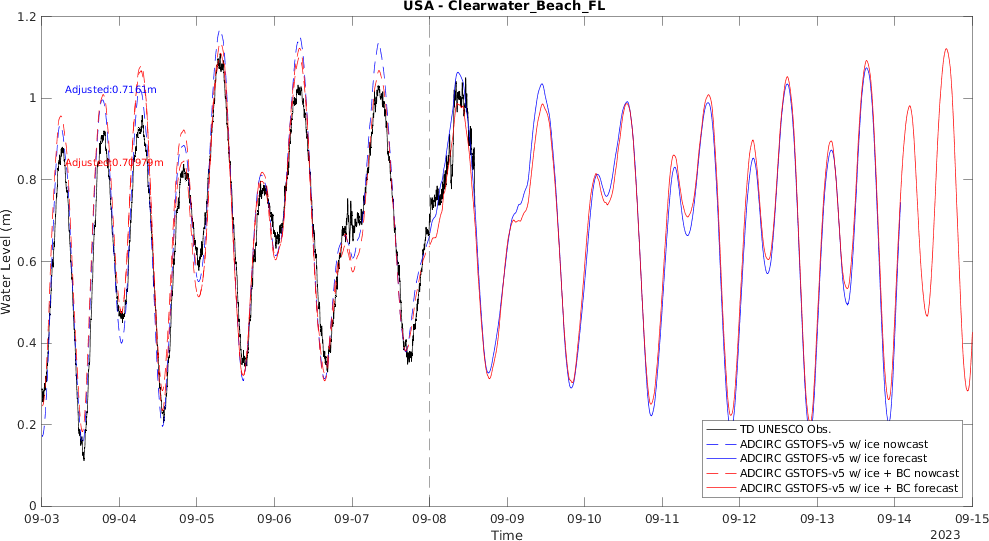 USA - Clearwater_Beach_FL
1.2
1
0.8
0.6
0.4
0.2
0
Water Level (m)
Adjusted:0.7161m
Adjusted:0.70979m
TD UNESCO Obs.
ADCIRC GSTOFS-v5 w/ ice nowcast
ADCIRC GSTOFS-v5 w/ ice forecast
ADCIRC GSTOFS-v5 w/ ice + BC nowcast
ADCIRC GSTOFS-v5 w/ ice + BC forecast
09-03 09-04 09-05 09-06 09-07 09-08 09-09 09-10 09-11 09-12 09-13 09-14 09-15
Time
2023